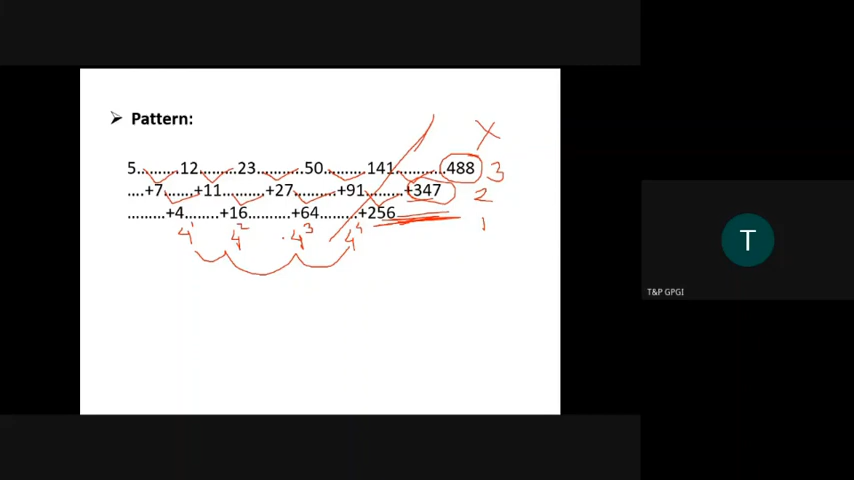 ➢ Pattern:
X
5.........12.........23...........50.........141...........488 3
....+7.......+11..........+27..........+91.........+347 2
.........+4........+16.........+64.........+256 1
4¹ 4² 4³ 4⁴
T
T&P GPGI